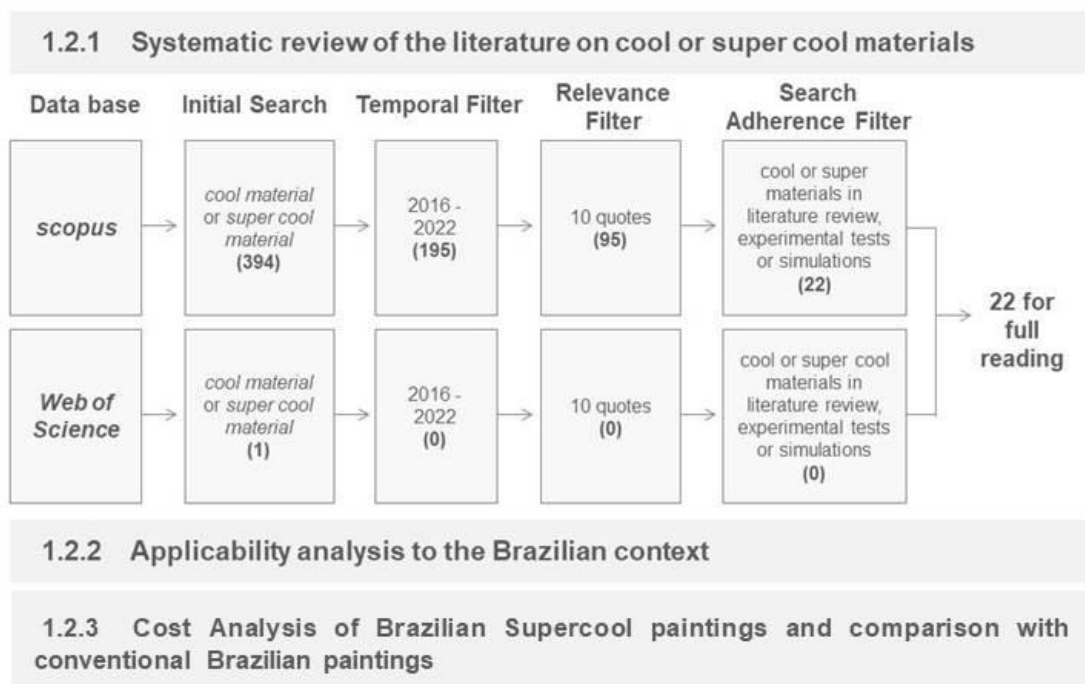 1.2.1 Systematic review of the literature on cool or super cool materials
Data base
Initial Search
Temporal Filter
Relevance
Filter
Search
Adherence Filter
scopus
cool material
or super cool
material
(394)
2016 -
2022
(195)
10 quotes
(95)
cool or super
materials in
literature review,
experimental tests
or simulations
(22)
Web of
Science
cool material
or super cool
material
(1)
2016 -
2022
(0)
10 quotes
(0)
cool or super cool
materials in
literature review,
experimental tests
or simulations
(0)
22 for
full
reading
1.2.2 Applicability analysis to the Brazilian context
1.2.3 Cost Analysis of Brazilian Supercool paintings and comparison with
conventional Brazilian paintings